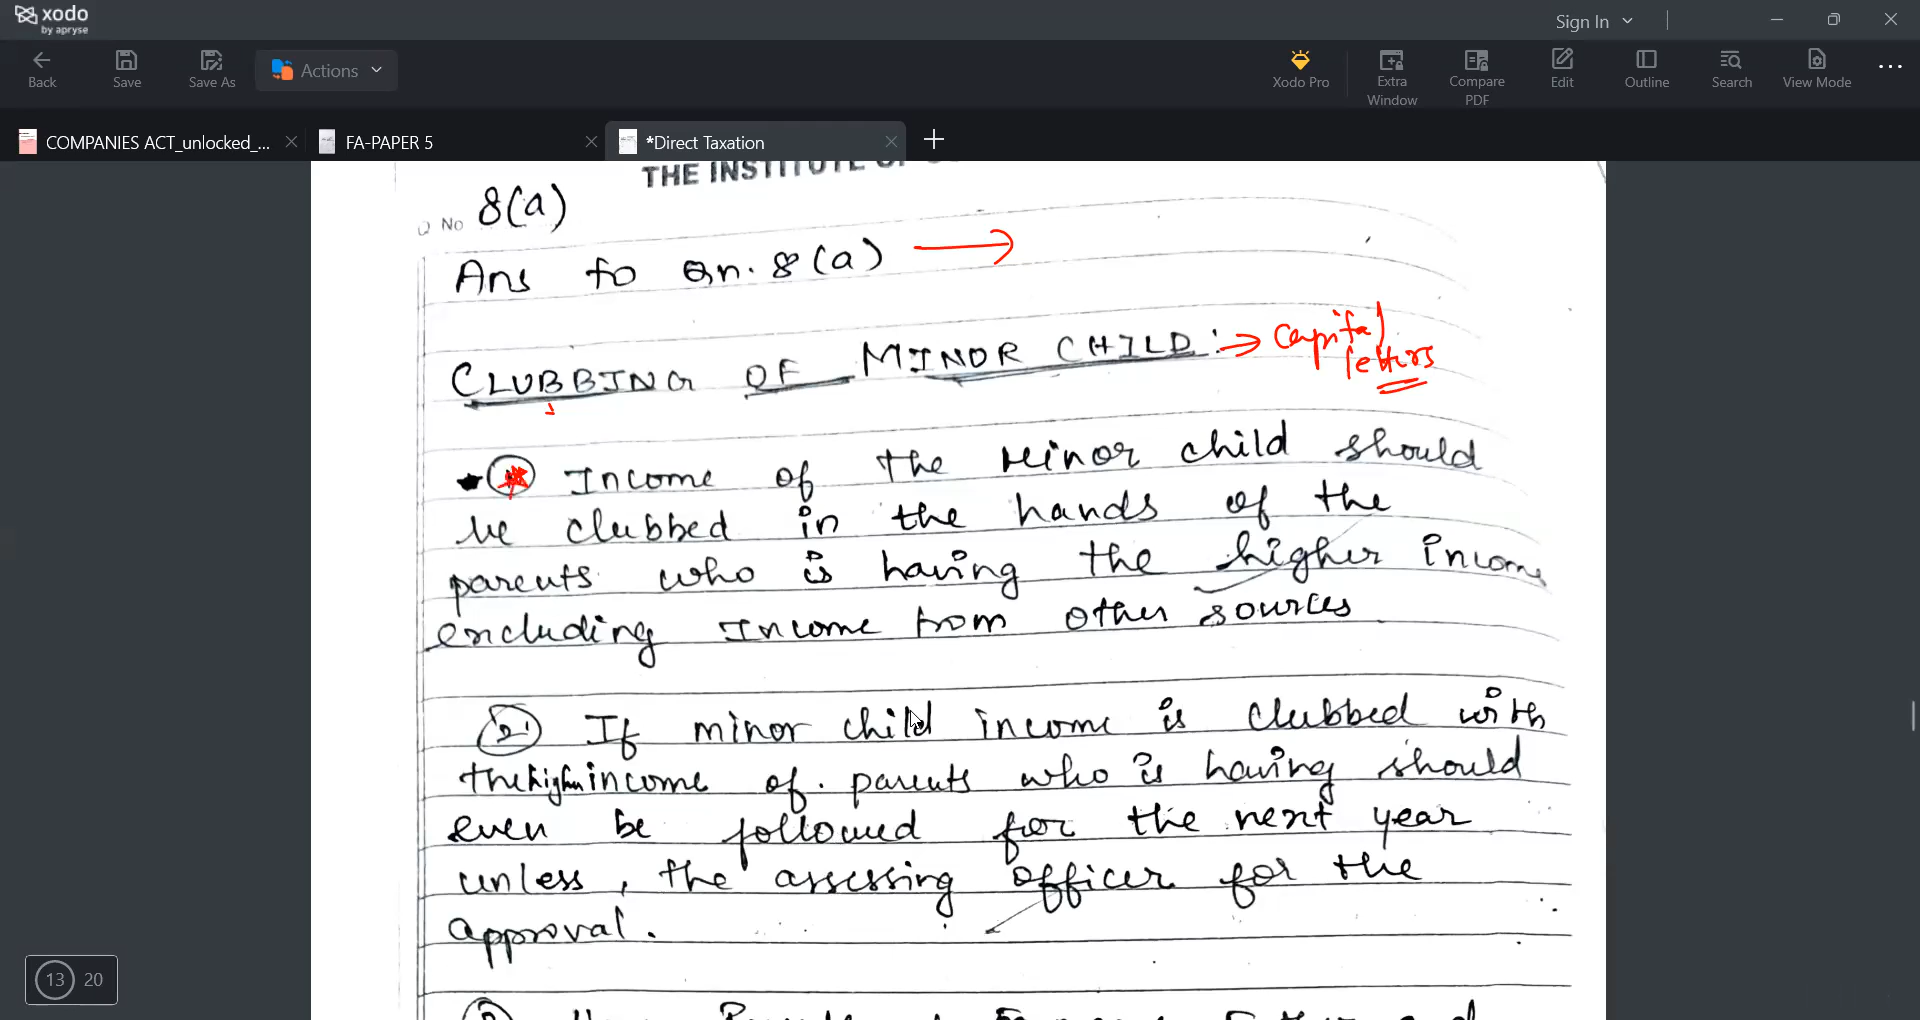 xodo
by apryse
Sign In
Back
Save
Save As
Actions
Xodo Pro
Extra Window
Compare PDF
Edit
Outline
Search
View Mode
COMPANIES ACT_unlocked_...
FA-PAPER 5
*Direct Taxation
THE INSTITUTE OF
Q No 8(a)
Ans to Qn. 8(a)
CLUBBING OF MINOR CHILD: → Capital
letters
Income of the Minor child should
be clubbed in the hands of the
parents who is having the higher income
excluding Income from other sources
2 If minor child income is clubbed with
the higher income of parents who is having should
even be followed for the next year
unless, the assessing officer for the
approval.
13 20